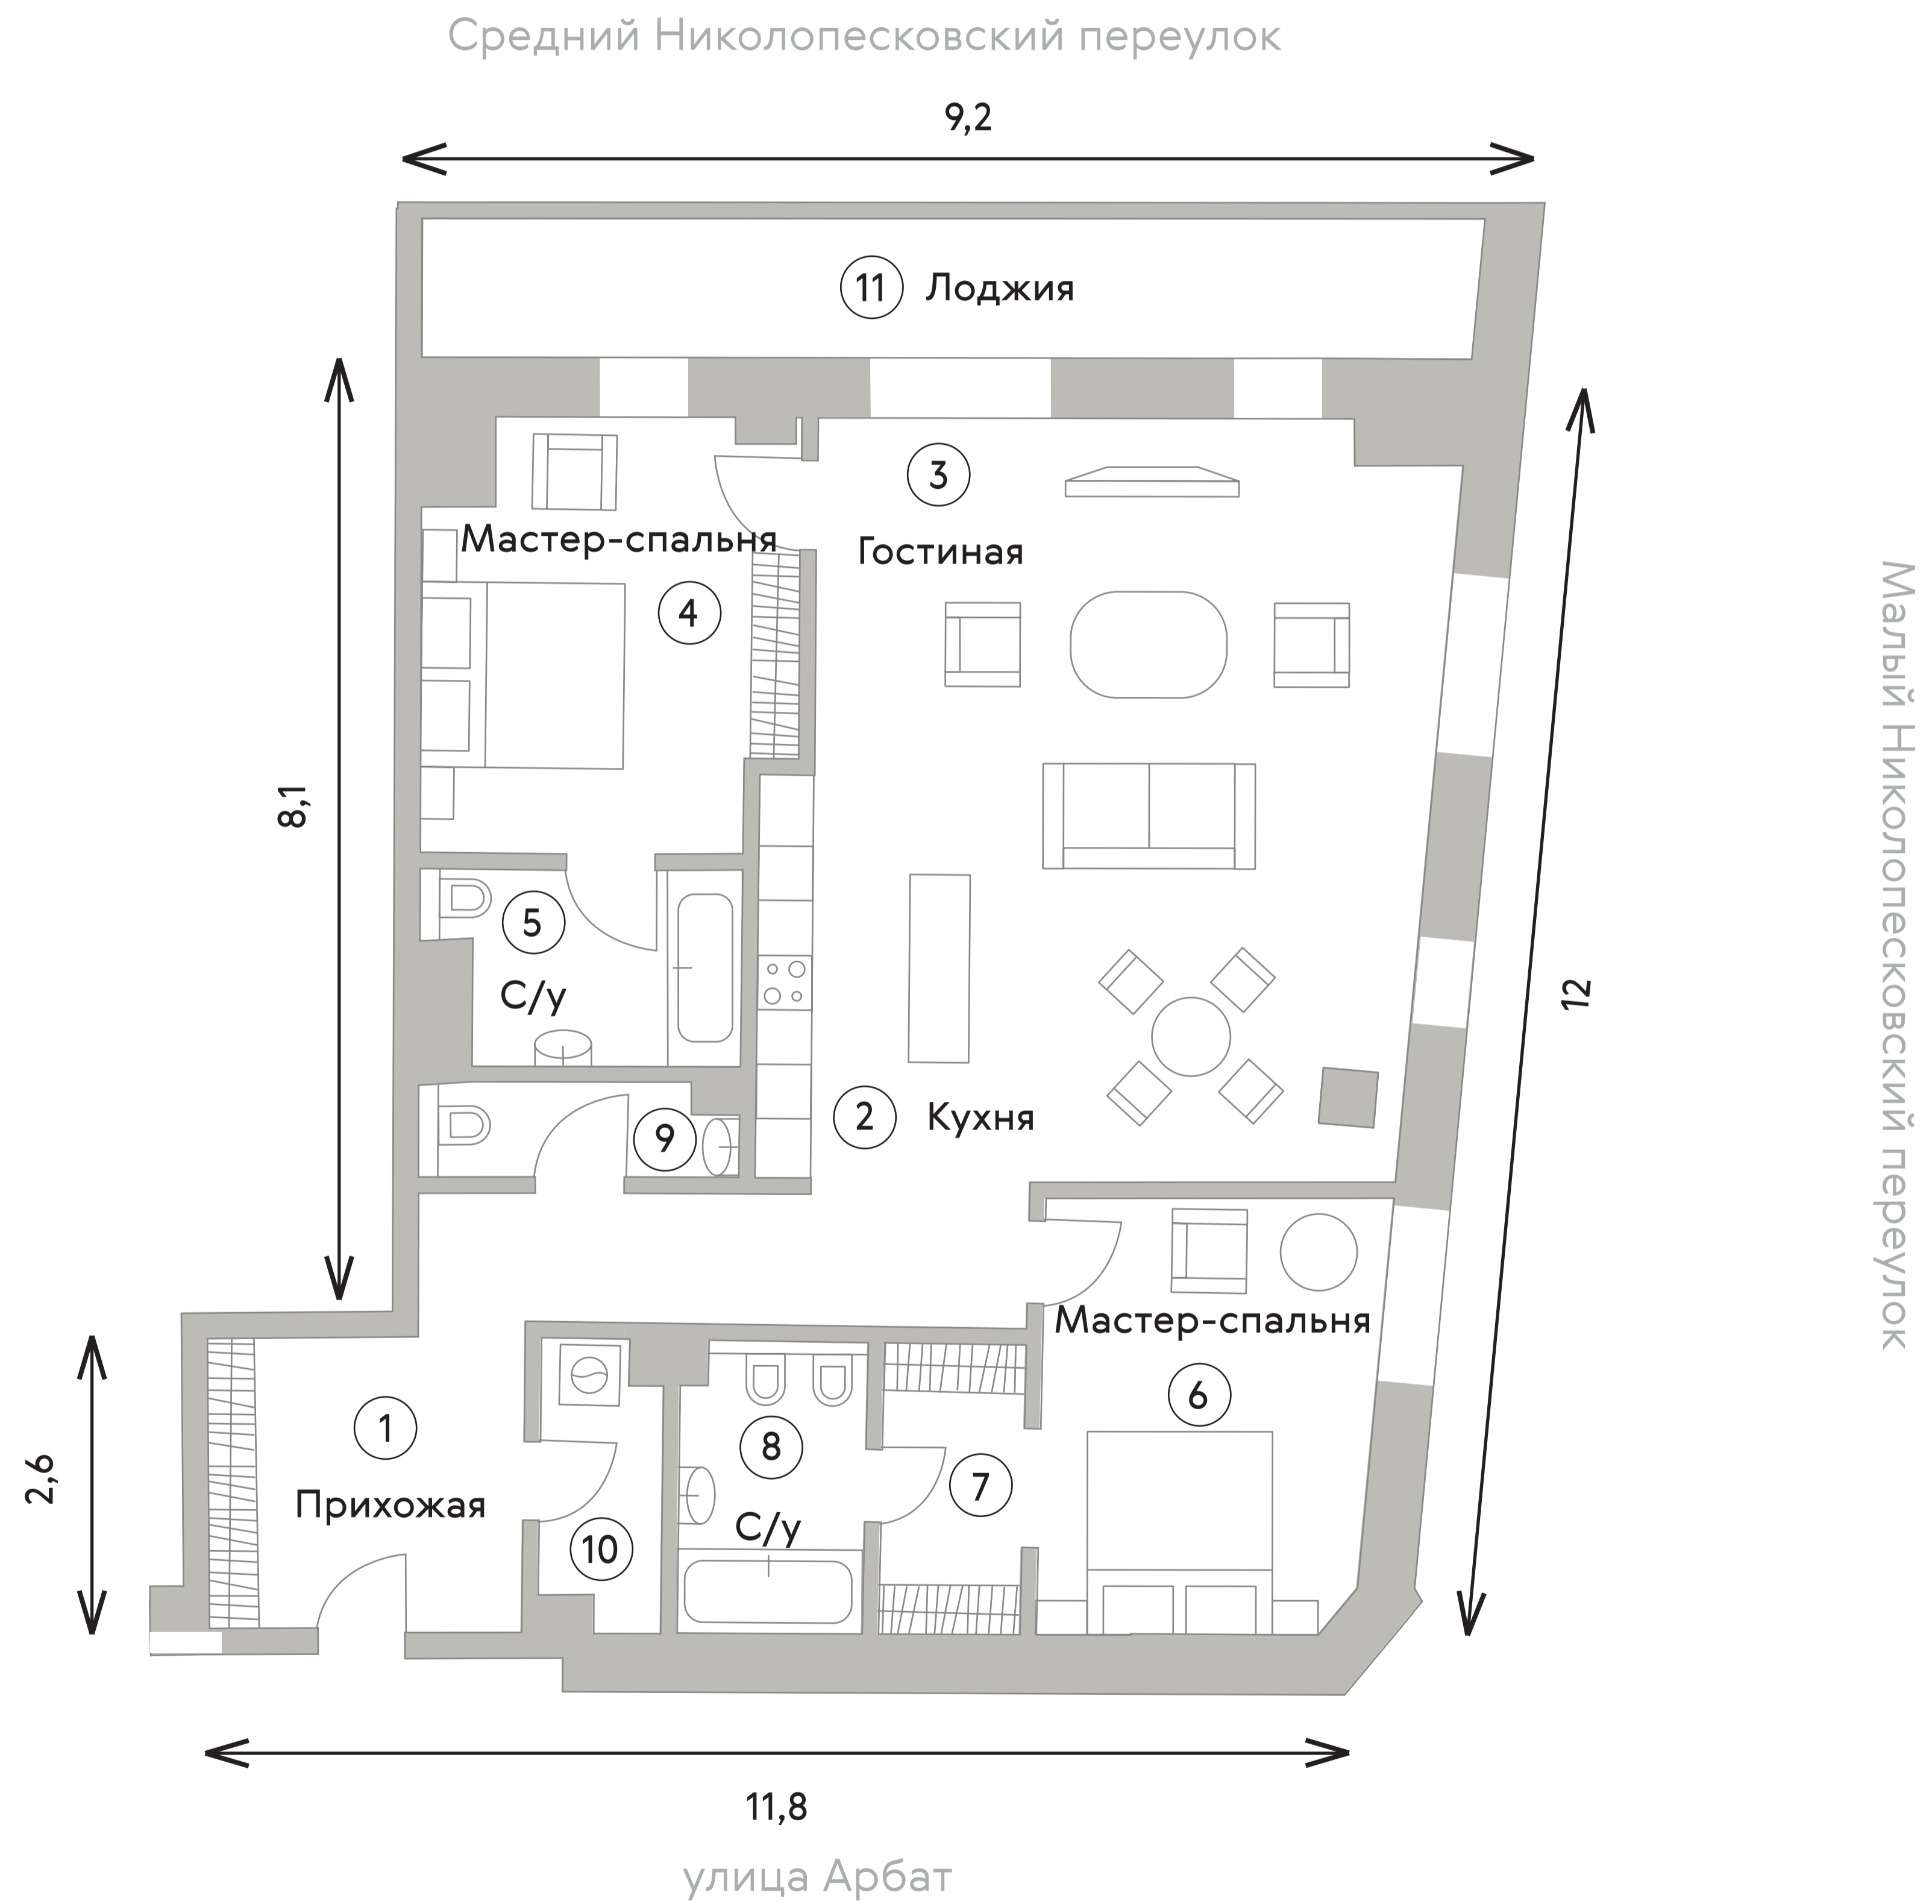 Средний Николопесковский переулок
9,2
11 Лоджия
3
Гостиная
Мастер-спальня
4
8,1
5
С/у
9
2 Кухня
12
Малый Николопесковский переулок
Мастер-спальня
6
1
Прихожая
2,6
10
8
С/у
7
11,8
улица Арбат